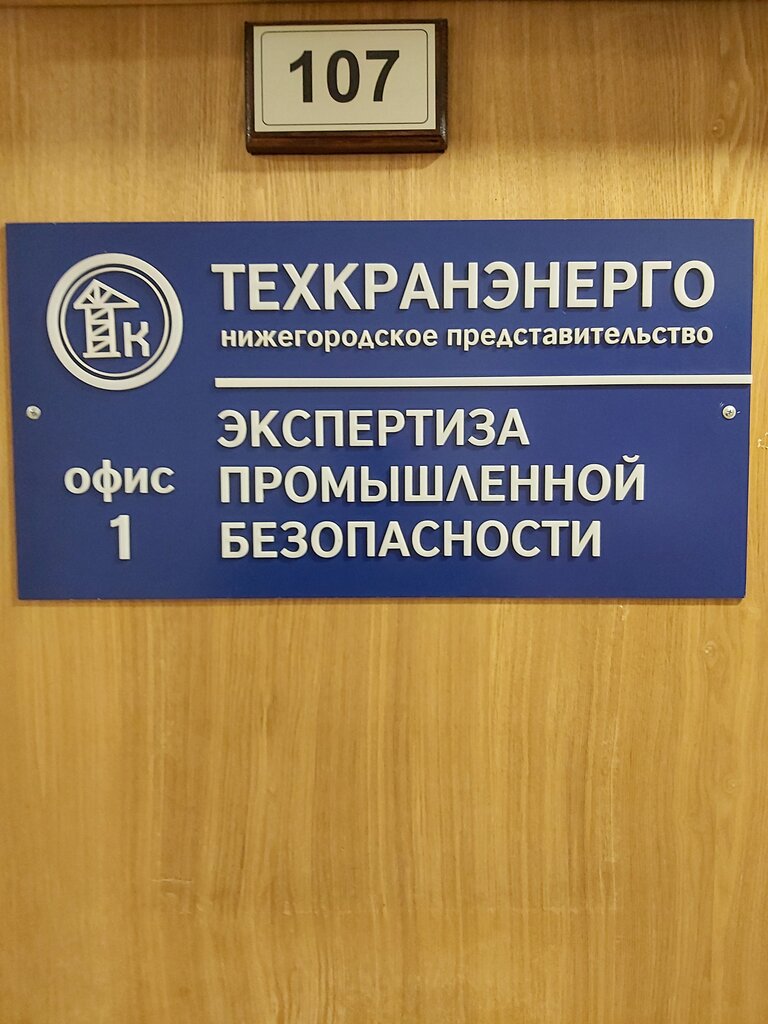 107
ТЕХКРАНЭНЕРГО
нижегородское представительство
К
ЭКСПЕРТИЗА
ПРОМЫШЛЕННОЙ
БЕЗОПАСНОСТИ
офис
1